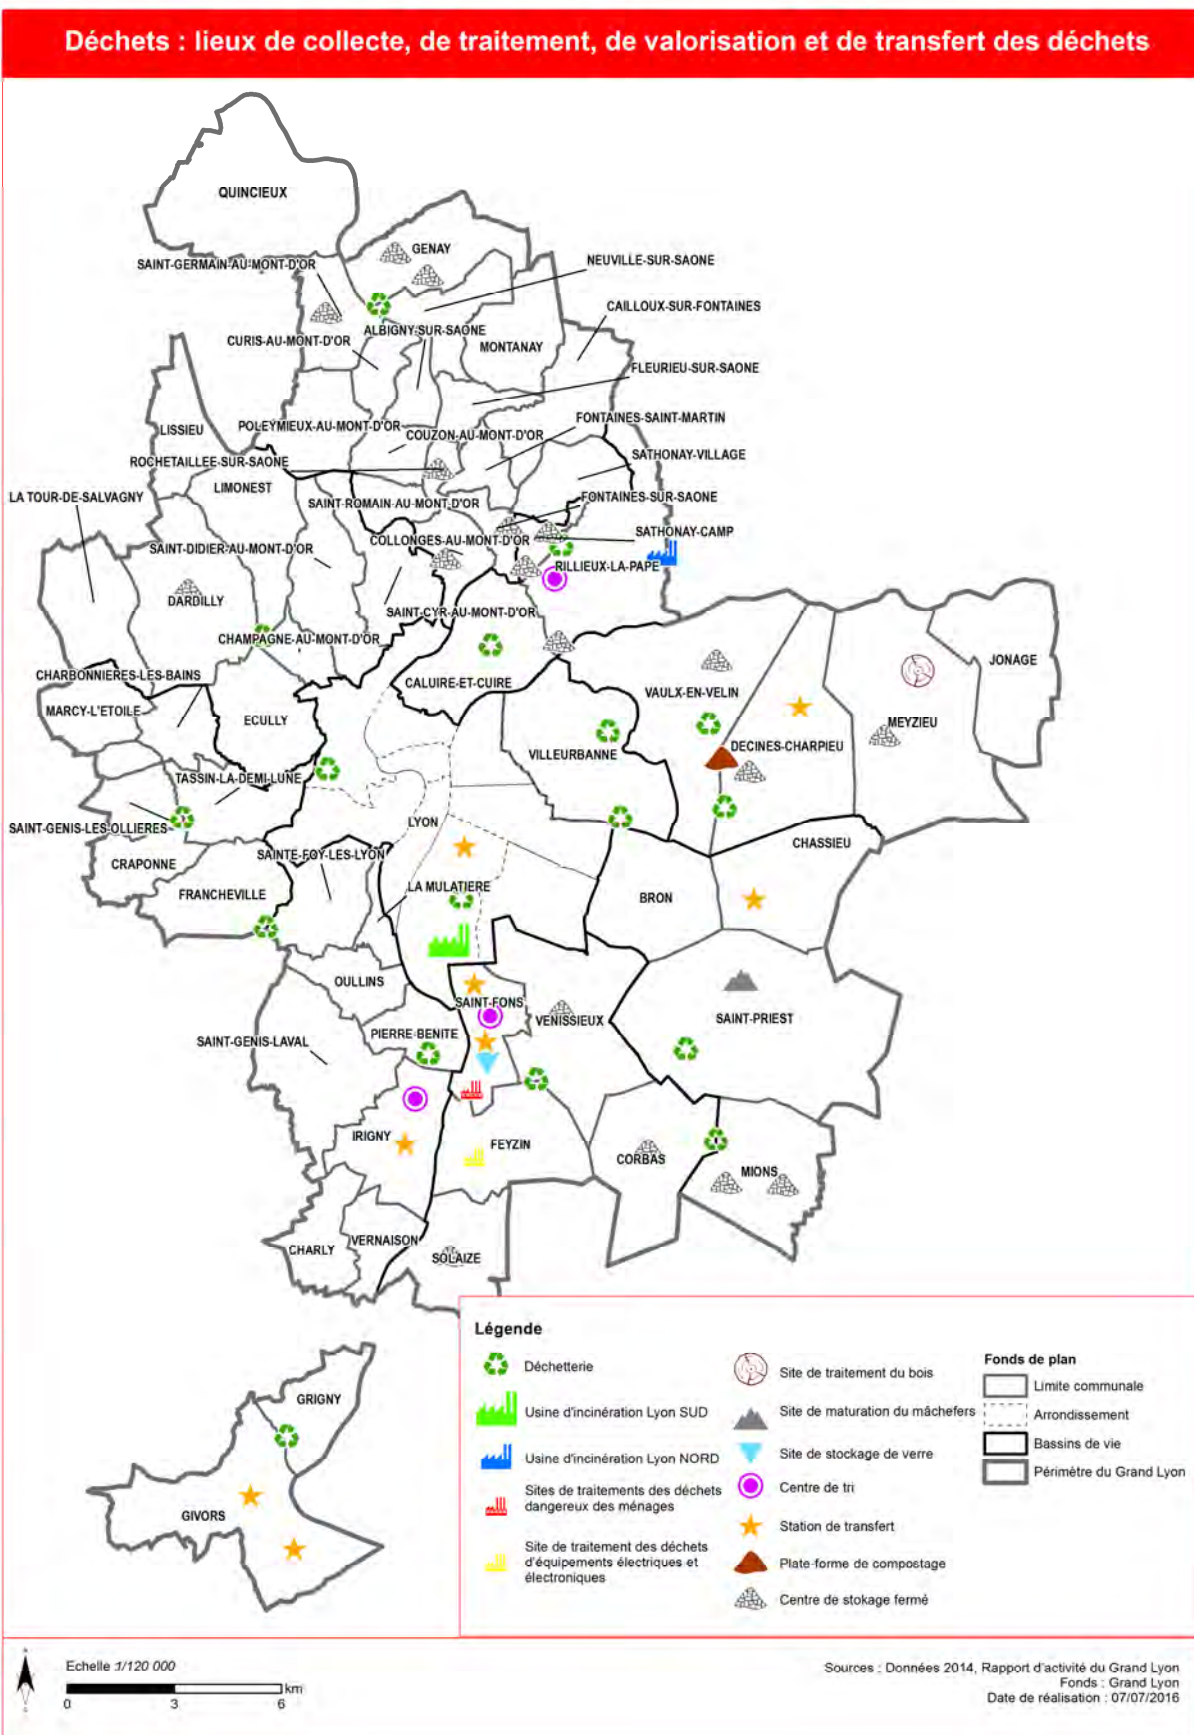 Déchets : lieux de collecte, de traitement, de valorisation et de transfert des déchets
QUINCIEUX
GENAY
SAINT-GERMAIN-AU-MONT-D'OR
NEUVILLE-SUR-SAONE
CAILLOUX-SUR-FONTAINES
ALBIGNY-SUR-SAONE
CURIS-AU-MONT-D'OR
MONTANAY
FLEURIEU-SUR-SAONE
LISSIEU
POLEYMIEUX-AU-MONT-D'OR
FONTAINES-SAINT-MARTIN
COUZON-AU-MONT-D'OR
SATHONAY-VILLAGE
ROCHETAILLEE-SUR-SAONE
LIMONEST
LA TOUR-DE-SALVAGNY
SAINT-ROMAIN-AU-MONT-D'OR
FONTAINES-SUR-SAONE
SATHONAY-CAMP
COLLONGES-AU-MONT-D'OR
SAINT-DIDIER-AU-MONT-D'OR
RILLIEUX-LA-PAPE
DARDILLY
SAINT-CYR-AU-MONT-D'OR
CHAMPAGNE-AU-MONT-D'OR
JONAGE
CHARBONNIERES-LES-BAINS
CALUIRE-ET-CUIRE
VAULX-EN-VELIN
MARCY-L'ETOILE
ECULLY
MEYZIEU
DECINES-CHARPIEU
VILLEURBANNE
TASSIN-LA-DEMI-LUNE
LYON
SAINT-GENIS-LES-OLLIERES
CHASSIEU
SAINTE-FOY-LES-LYON
CRAPONNE
LA MULATIERE
FRANCHEVILLE
BRON
OULLINS
SAINT-FONS
SAINT-PRIEST
VENISSIEUX
PIERRE-BENITE
SAINT-GENIS-LAVAL
IRIGNY
FEYZIN
CORBAS
MIONS
VERNAISON
CHARLY
SOLAIZE
GRIGNY
GIVORS
Légende
Déchetterie
Usine d'incinération Lyon SUD
Usine d'incinération Lyon NORD
Sites de traitements des déchets
dangereux des ménages
Site de traitement des déchets
d'équipements électriques et
électroniques
Site de traitement du bois
Site de maturation du mâchefers
Site de stockage de verre
Centre de tri
Station de transfert
Plate-forme de compostage
Centre de stokage fermé
Fonds de plan
Limite communale
Arrondissement
Bassins de vie
Périmètre du Grand Lyon
Echelle :1/120 000
km
0 3 6
Sources : Données 2014, Rapport d'activité du Grand Lyon
Fonds : Grand Lyon
Date de réalisation : 07/07/2016